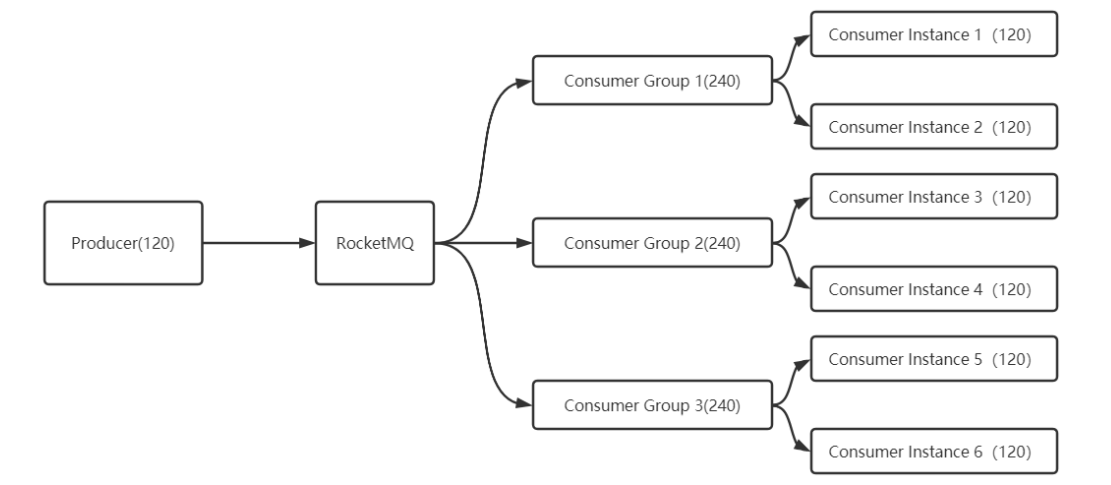 Producer(120)
RocketMQ
Consumer Group 1(240)
Consumer Instance 1（120）
Consumer Instance 2（120）
Consumer Group 2(240)
Consumer Instance 3（120）
Consumer Instance 4（120）
Consumer Group 3(240)
Consumer Instance 5（120）
Consumer Instance 6（120）